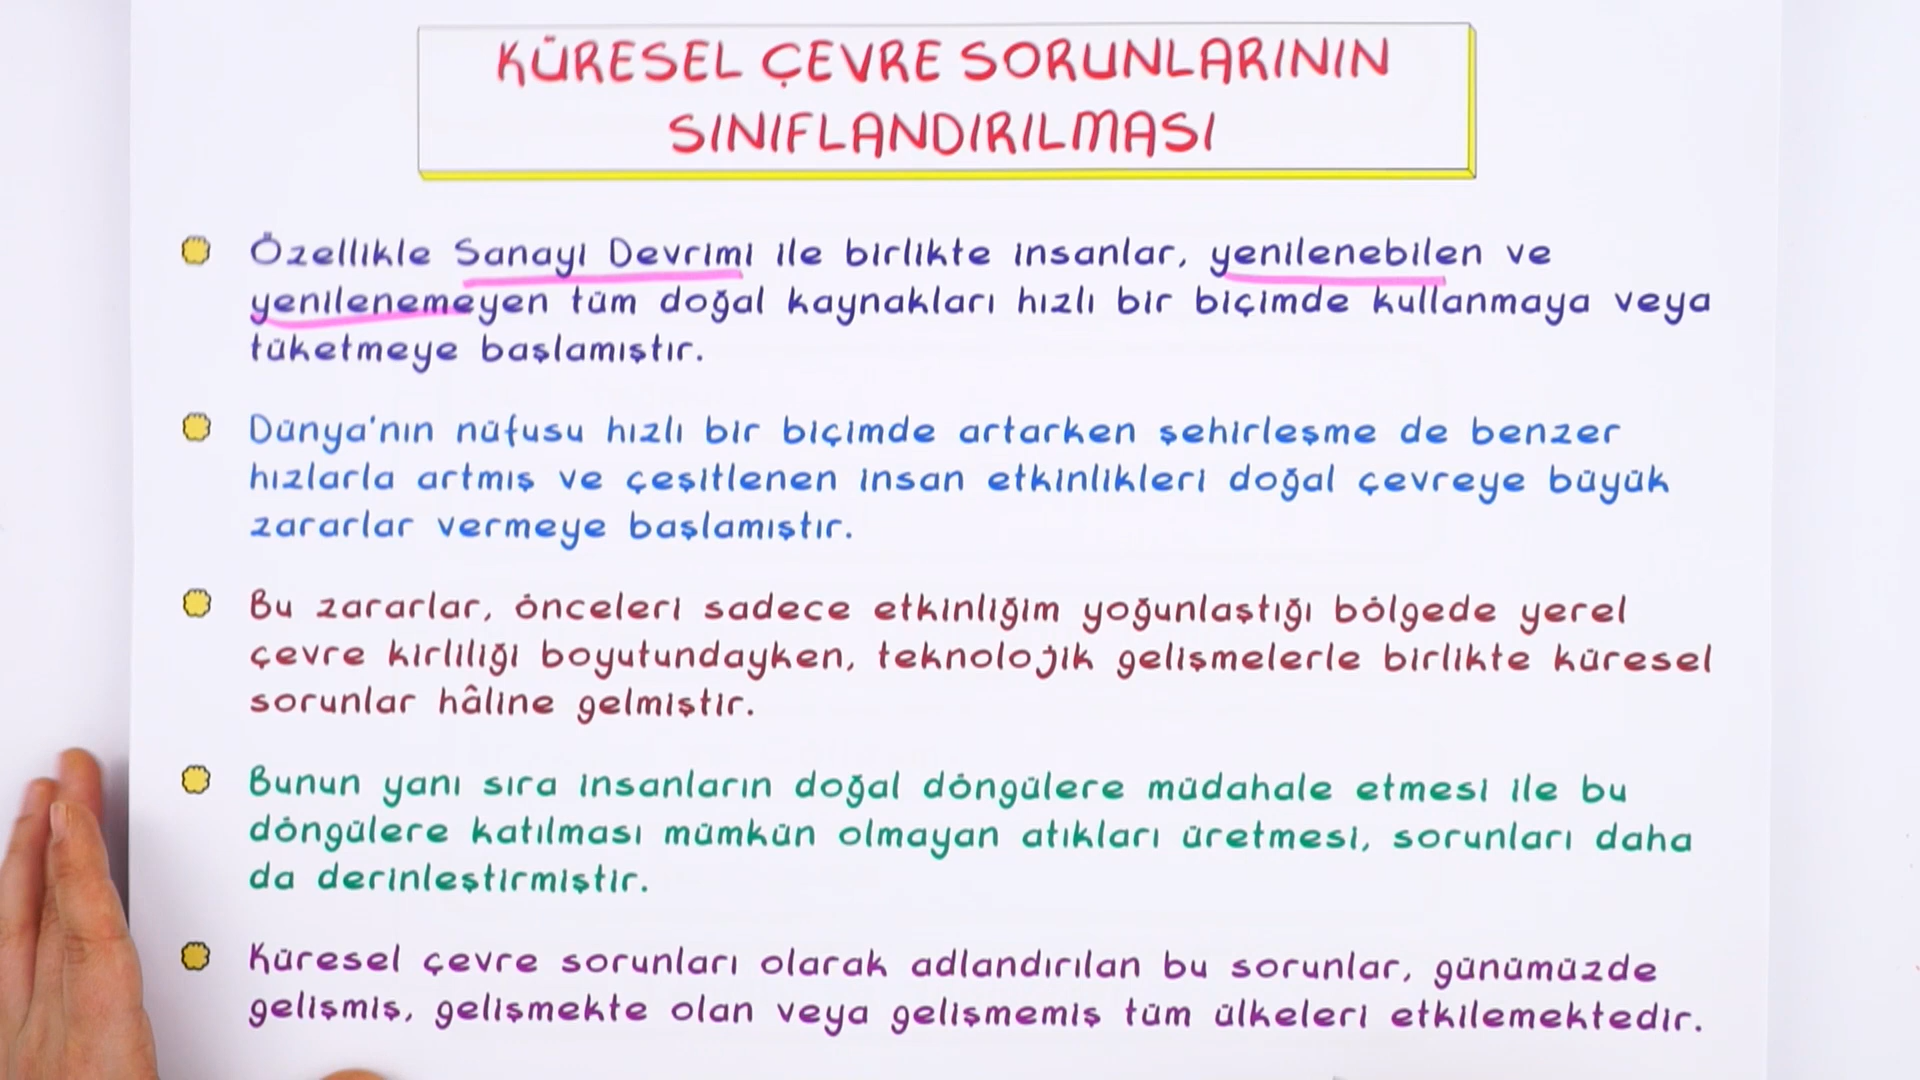 KÜRESEL ÇEVRE SORUNLARININ
SINIFLANDIRILMASI
Özellikle Sanayi Devrimi ile birlikte insanlar, yenilenebilen ve
yenilenemeyen tüm doğal kaynakları hızlı bir biçimde kullanmaya veya
tüketmeye başlamıştır.
Dünya'nın nüfusu hızlı bir biçimde artarken şehirleşme de benzer
hızlarla artmış ve çeşitlenen insan etkinlikleri doğal çevreye büyük
zararlar vermeye başlamıştır.
Bu zararlar, önceleri sadece etkinliğim yoğunlaştığı bölgede yerel
çevre kirliliği boyutundayken, teknolojik gelişmelerle birlikte küresel
sorunlar hâline gelmiştir.
Bunun yanı sıra insanların doğal döngülere müdahale etmesi ile bu
döngülere katılması mümkün olmayan atıkları üretmesi, sorunları daha
da derinleştirmiştir.
Küresel çevre sorunları olarak adlandırılan bu sorunlar, günümüzde
gelişmiş, gelişmekte olan veya gelişmemiş tüm ülkeleri etkilemektedir.